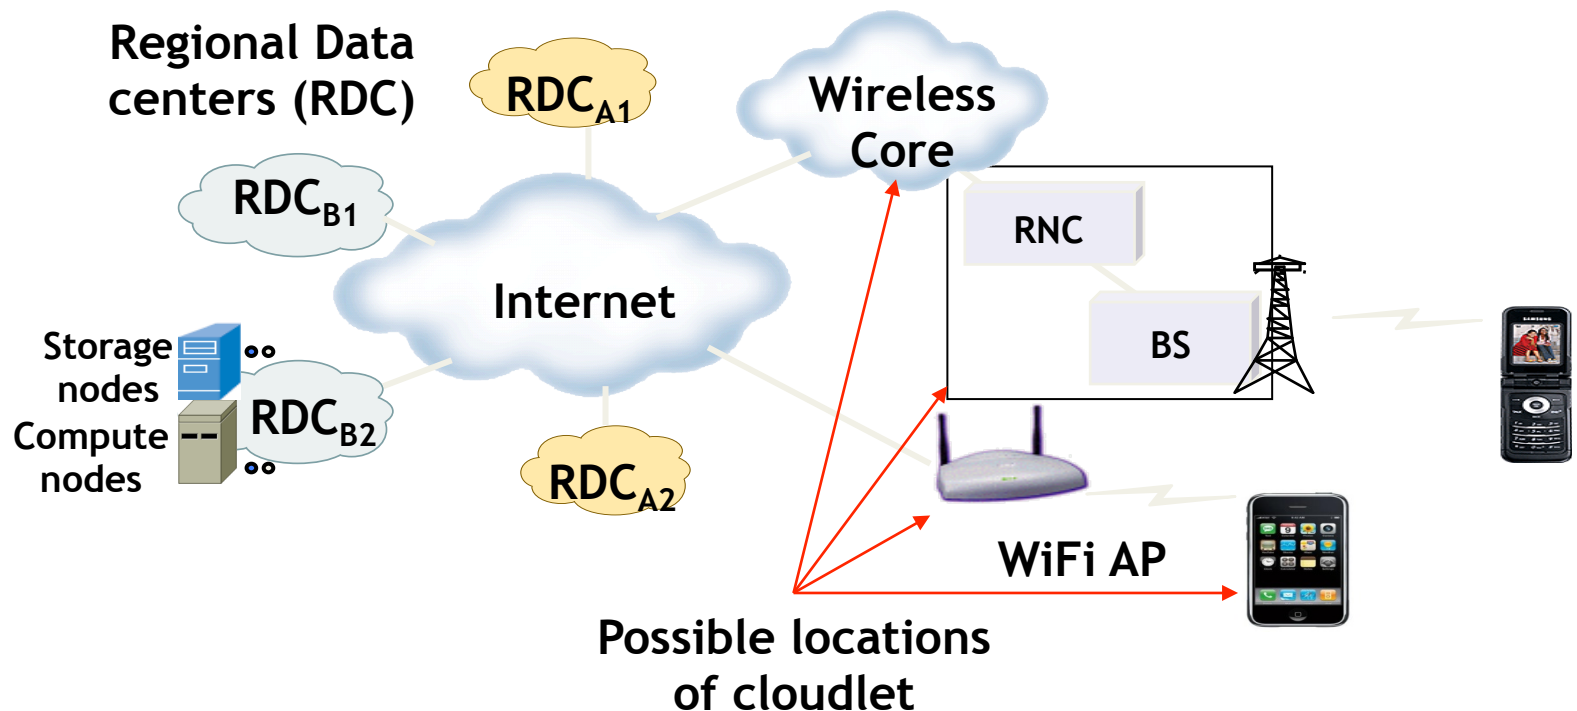 Regional Data
centers (RDC)
RDCA1
Wireless
Core
RDCB1
RNC
Internet
BS
SAMSUNG
Storage
nodes
RDCB2
Compute
nodes
RDCA2
WiFi AP
Possible locations
of cloudlet